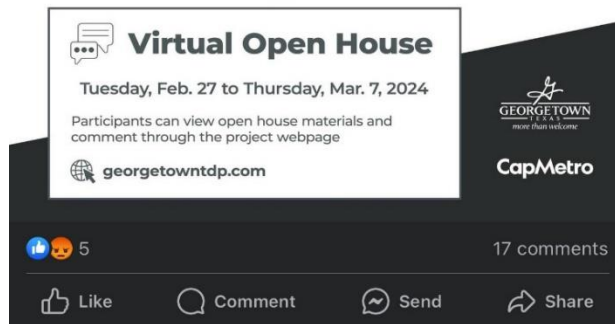 Virtual Open House
Tuesday, Feb. 27 to Thursday, Mar. 7, 2024
Participants can view open house materials and
comment through the project webpage
georgetowntdp.com
GEORGETOWN
TEXAS
more than welcome
CapMetro
5
17 comments
Like
Comment
Send
Share